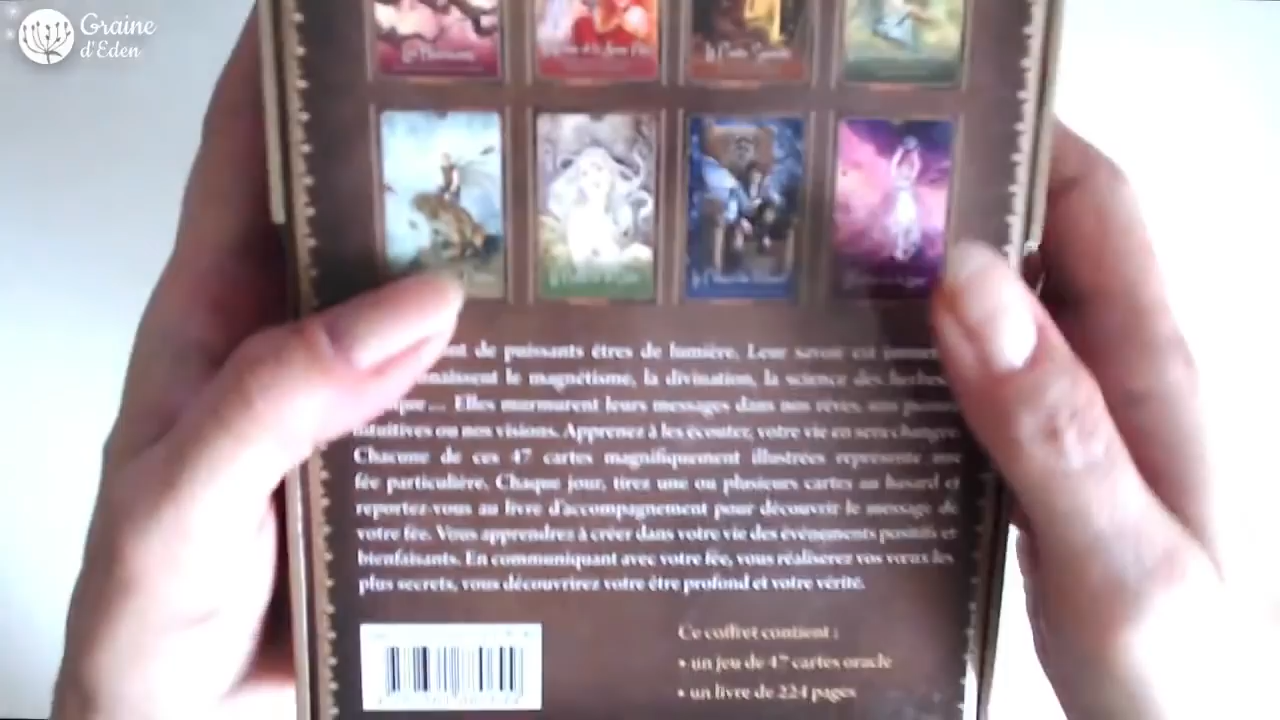 Graine
d'Eden
de puissants êtres de lumière. Leur savoir est
le magnétisme, la divination, la science des herbes,
Elles murmurent leurs messages dans nos rêves, nos
intuitives ou nos visions. Apprenez à les écouter, votre vie en sera changée.
Chacune de ces 47 cartes magnifiquement illustrées représente une
fée particulière. Chaque jour, tirez une ou plusieurs cartes au hasard et
reportez-vous au livre d'accompagnement pour découvrir le message de
votre fée. Vous apprendrez à créer dans votre vie des événements positifs et
bienfaisants. En communiquant avec votre fée, vous réaliserez vos vœux les
plus secrets, vous découvrirez votre être profond et votre vérité.
Ce coffret contient :
• un jeu de 47 cartes oracle
• un livre de 224 pages